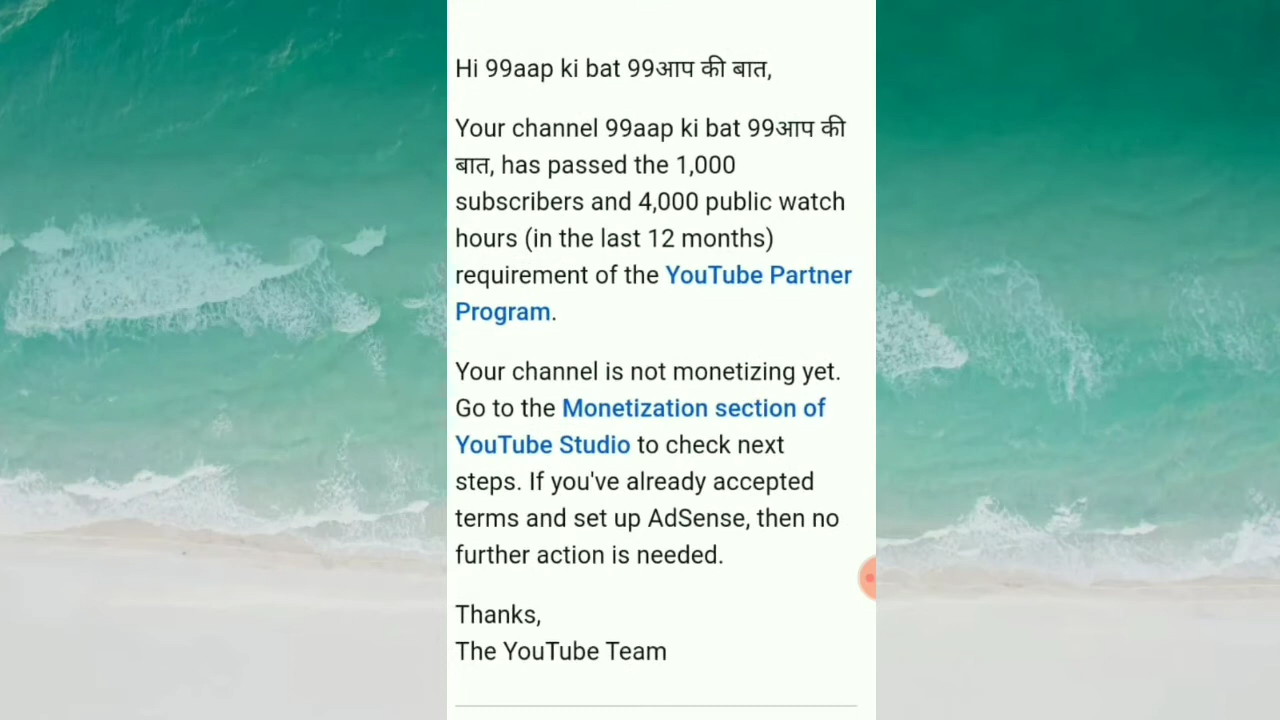 Hi 99aap ki bat 99आप की बात,
Your channel 99aap ki bat 99आप की
बात, has passed the 1,000
subscribers and 4,000 public watch
hours (in the last 12 months)
requirement of the YouTube Partner
Program.
Your channel is not monetizing yet.
Go to the Monetization section of
YouTube Studio to check next
steps. If you've already accepted
terms and set up AdSense, then no
further action is needed.
Thanks,
The YouTube Team